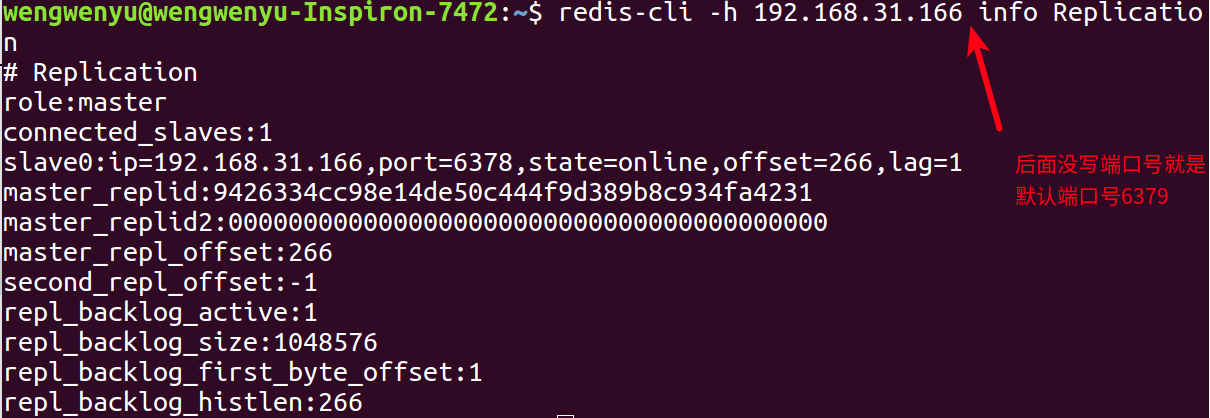 wengwenyu@wengwenyu-Inspiron-7472:~$ redis-cli -h 192.168.31.166 info Replicatio
n
# Replication
role:master
connected_slaves:1
slave0:ip=192.168.31.166,port=6378,state=online,offset=266,lag=1
后面没写端口号就是
master_replid:9426334cc98e14de50c444f9d389b8c934fa4231
默认端口号6379
master_replid2:0000000000000000000000000000000000000000
master_repl_offset:266
second_repl_offset:-1
repl_backlog_active:1
repl_backlog_size:1048576
repl_backlog_first_byte_offset:1
repl_backlog_histlen:266